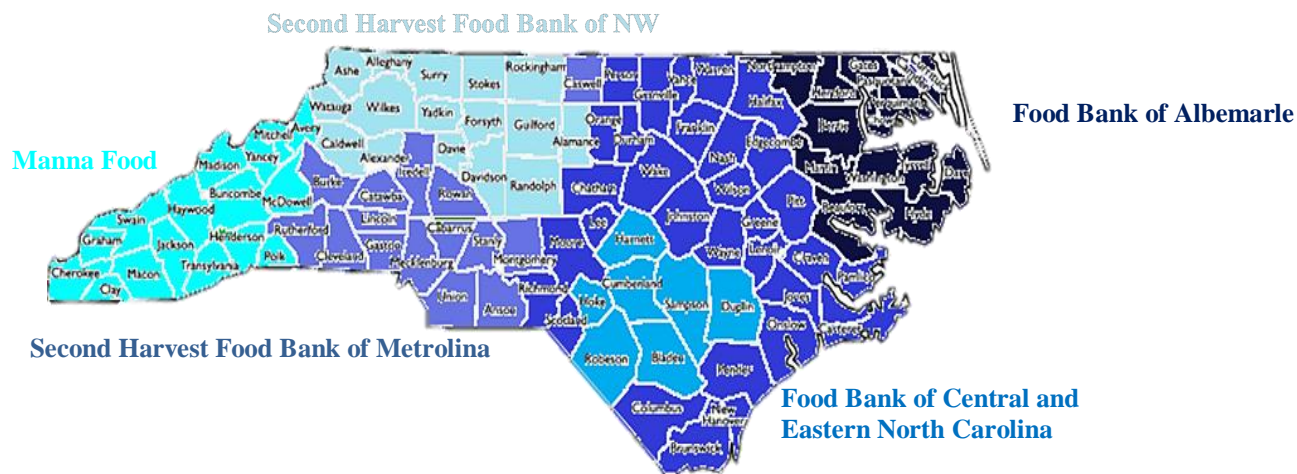 Second Harvest Food Bank of NW
Food Bank of Albemarle
Manna Food
Second Harvest Food Bank of Metrolina
Food Bank of Central and
Eastern North Carolina
Ashe
Alleghany
Surry
Stokes
Rockingham
Caswell
Person
Granville
Vance
Warren
Northampton
Gates
Hertford
Halifax
Watauga
Wilkes
Yadkin
Forsyth
Guilford
Alamance
Orange
Durham
Franklin
Bertie
Mitchell
Avery
Caldwell
Alexander
Davie
Iredell
Davidson
Randolph
Chatham
Wake
Nash
Edgecombe
Martin
Washington
Tyrrell
Dare
Madison
Yancey
Burke
Catawba
Rowan
Wilson
Pitt
Beaufort
Hyde
Buncombe
McDowell
Swain
Haywood
Lincoln
Lee
Johnston
Greene
Graham
Jackson
Henderson
Rutherford
Cleveland
Gaston
Cabarrus
Stanly
Montgomery
Moore
Harnett
Wayne
Lenoir
Craven
Pamlico
Cherokee
Clay
Macon
Transylvania
Polk
Mecklenburg
Union
Anson
Richmond
Scotland
Hoke
Cumberland
Sampson
Duplin
Jones
Onslow
Carteret
Robeson
Bladen
Pender
Columbus
New
Hanover
Brunswick